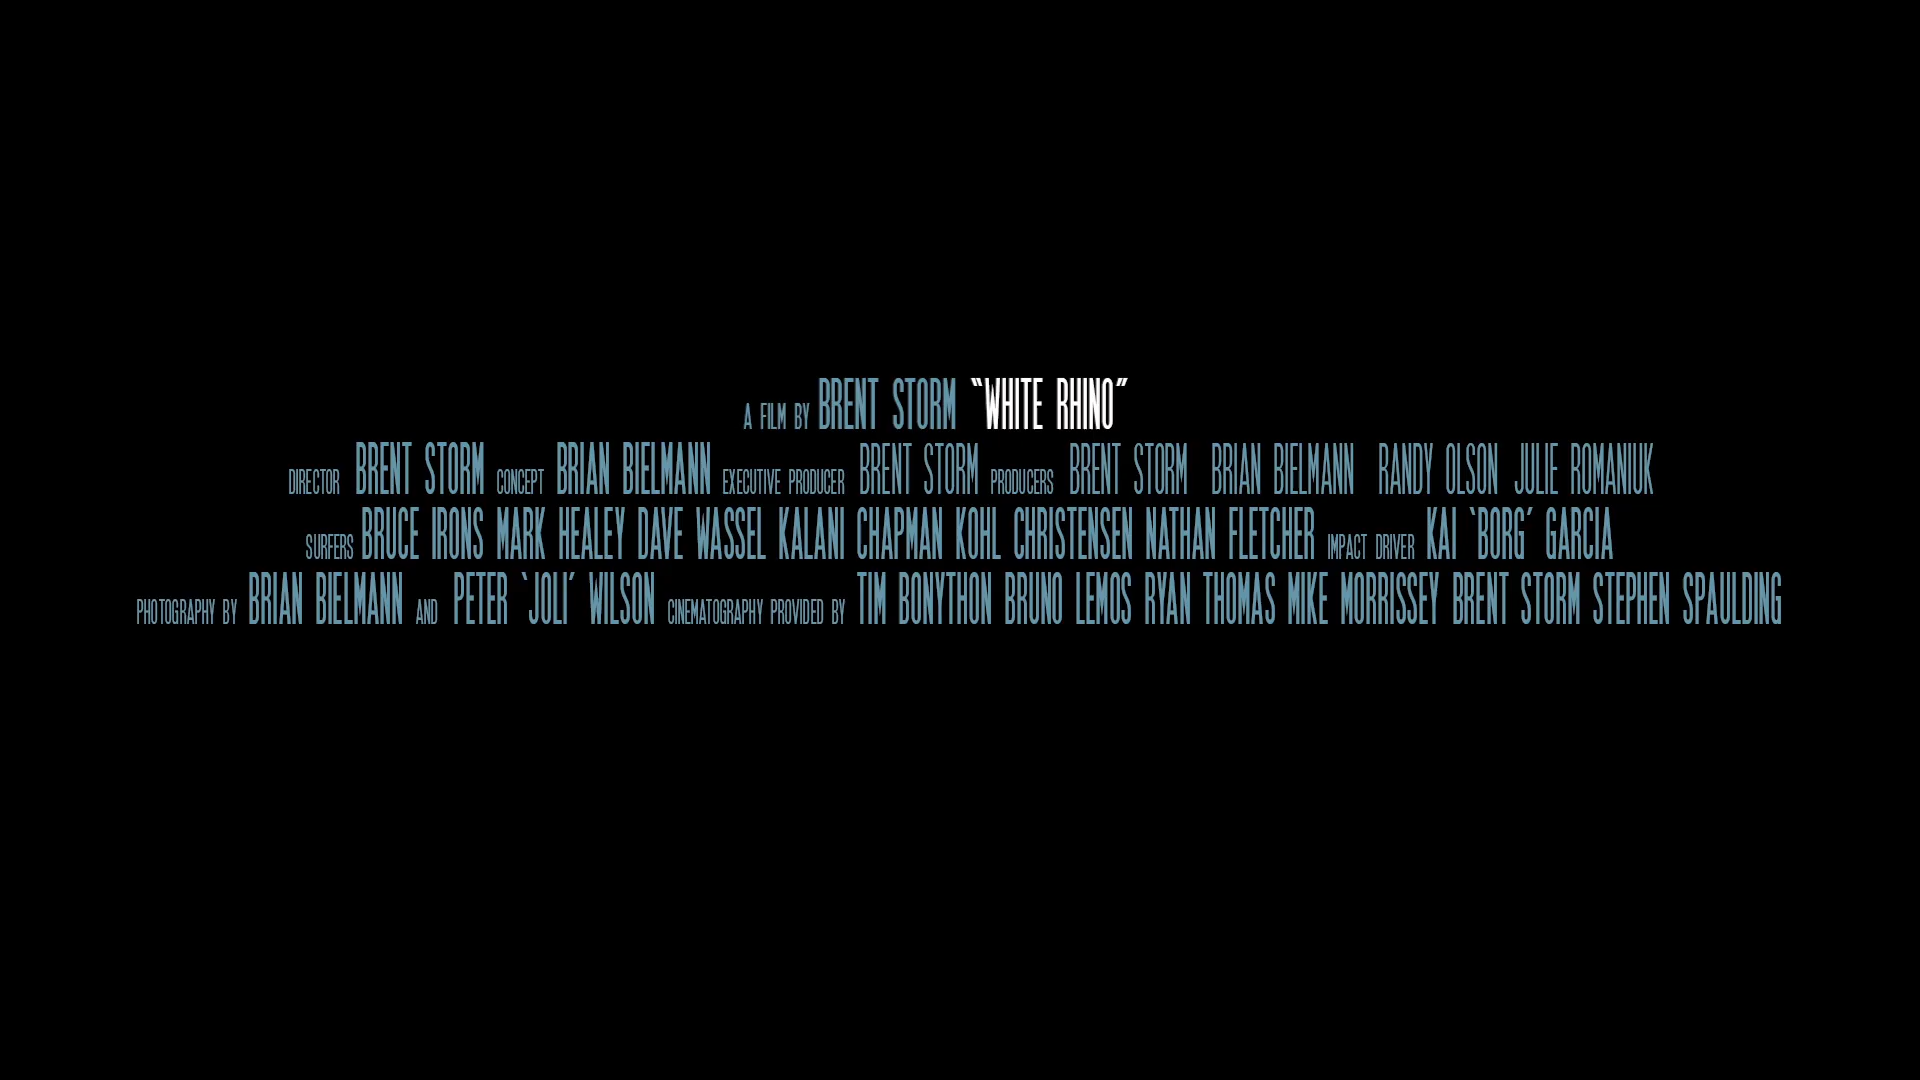 A FILM BY BRENT STORM “WHITE RHINO”
DIRECTOR BRENT STORM CONCEPT BRIAN BIELMANN EXECUTIVE PRODUCER BRENT STORM PRODUCERS BRENT STORM BRIAN BIELMANN RANDY OLSON JULIE ROMANIUK
SURFERS BRUCE IRONS MARK HEALEY DAVE WASSEL KALANI CHAPMAN KOHL CHRISTENSEN NATHAN FLETCHER IMPACT DRIVER KAI ‘BORG’ GARCIA
PHOTOGRAPHY BY BRIAN BIELMANN AND PETER ‘JOLI’ WILSON CINEMATOGRAPHY PROVIDED BY TIM BONYTHON BRUNO LEMOS RYAN THOMAS MIKE MORRISSEY BRENT STORM STEPHEN SPAULDING